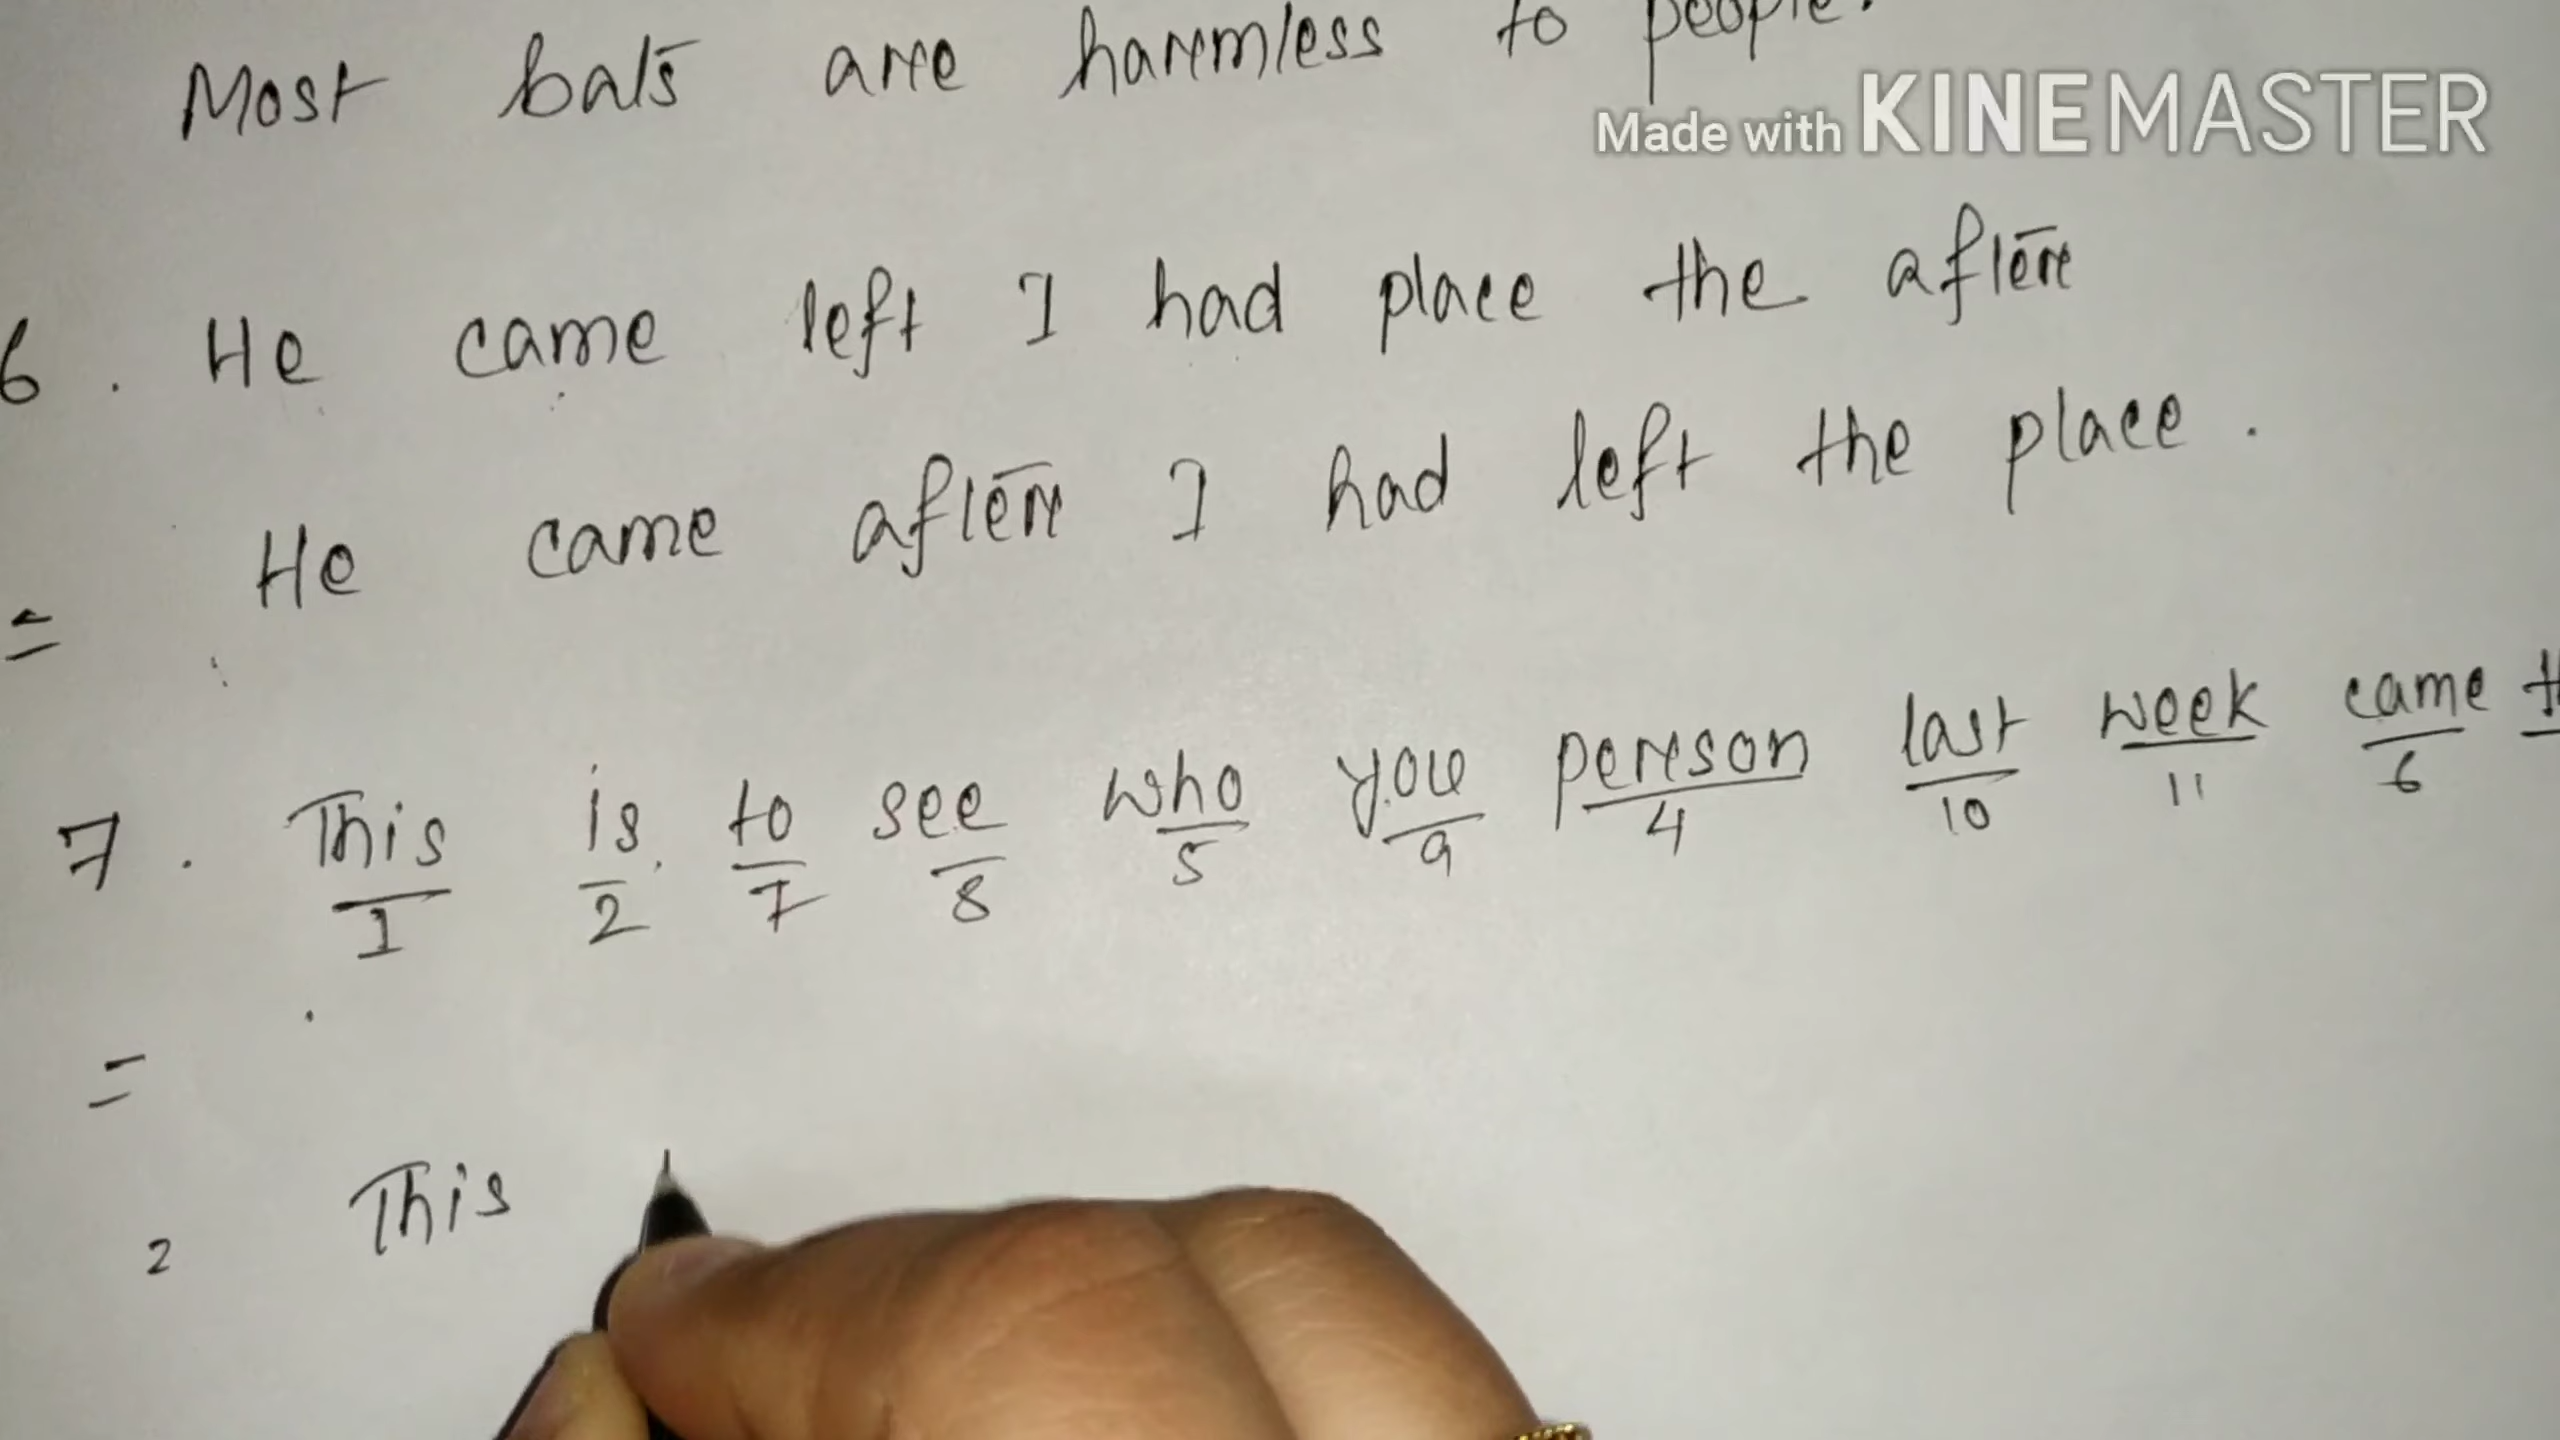 Most bats are harmless to people.
Made with KINEMASTER
6. He came left I had place the after
= He came after I had left the place.
7. This is to see who you person last week came
1 2 7 8 5 9 4 10 11 6
=
2 This